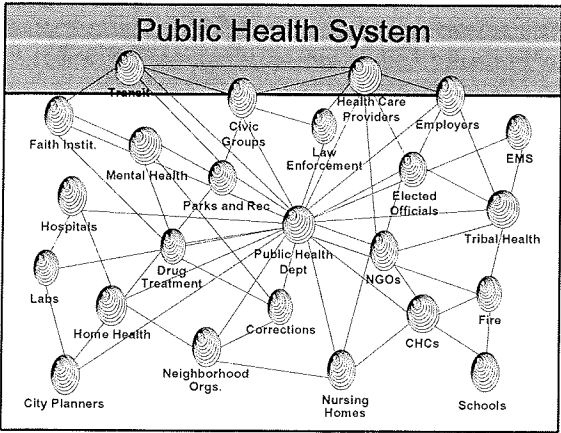 Public Health System
Transit
Health Care
Providers
Civic
Groups
Employers
Faith Instit.
Law
Enforcement
EMS
Mental Health
Parks and Rec
Elected
Officials
Hospitals
Tribal Health
Public Health
Dept
Drug
Treatment
NGOs
Labs
Home Health
Corrections
CHCs
Fire
Neighborhood
Orgs.
City Planners
Nursing
Homes
Schools